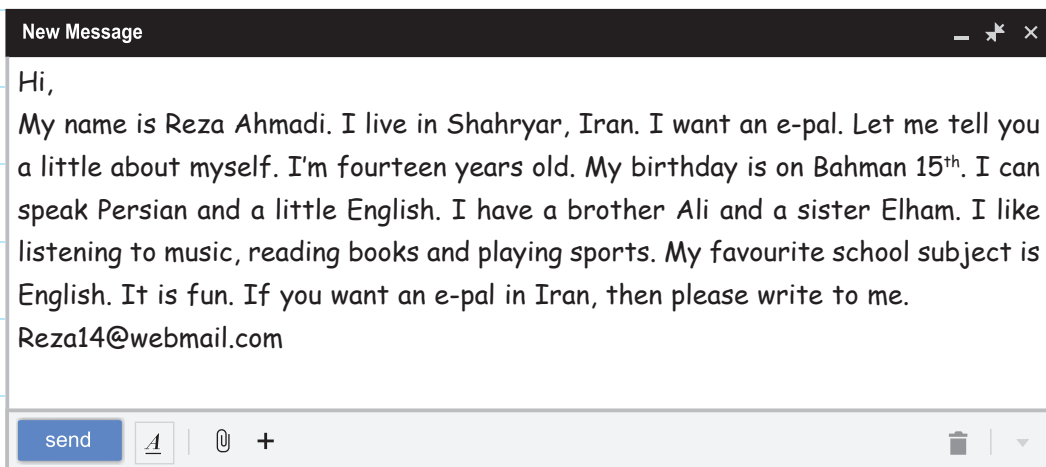 New Message
Hi,
My name is Reza Ahmadi. I live in Shahryar, Iran. I want an e-pal. Let me tell you
a little about myself. I'm fourteen years old. My birthday is on Bahman 15th. I can
speak Persian and a little English. I have a brother Ali and a sister Elham. I like
listening to music, reading books and playing sports. My favourite school subject is
English. It is fun. If you want an e-pal in Iran, then please write to me.
Reza14@webmail.com
send A